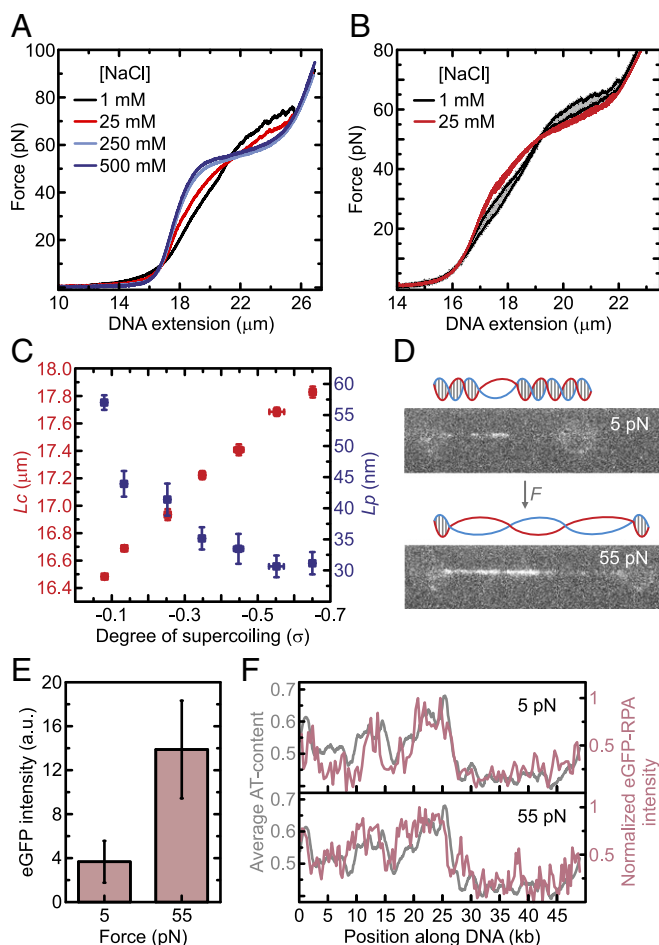 A
B
100
80
60
40
20
Force (pN)
[NaCl]
1 mM
25 mM
250 mM
500 mM
10
14
18
22
26
DNA extension (μm)
80
60
40
20
Force (pN)
[NaCl]
1 mM
25 mM
14
16
18
20
22
DNA extension (μm)
C
D
18.0
17.8
17.6
17.4
17.2
17.0
16.8
16.6
16.4
Lc (μm)
60
55
50
45
40
35
30
Lp (nm)
−0.1
−0.3
−0.5
−0.7
Degree of supercoiling (σ)
5 pN
F
55 pN
E
F
20
16
12
8
4
0
eGFP intensity (a.u.)
5
55
Force (pN)
0.7
0.6
0.5
5 pN
1
0.5
0.6
0.5
55 pN
1
0.5
Average AT-content
Normalized eGFP-RPA
intensity
0 5 10 15 20 25 30 35 40 45
Position along DNA (kb)